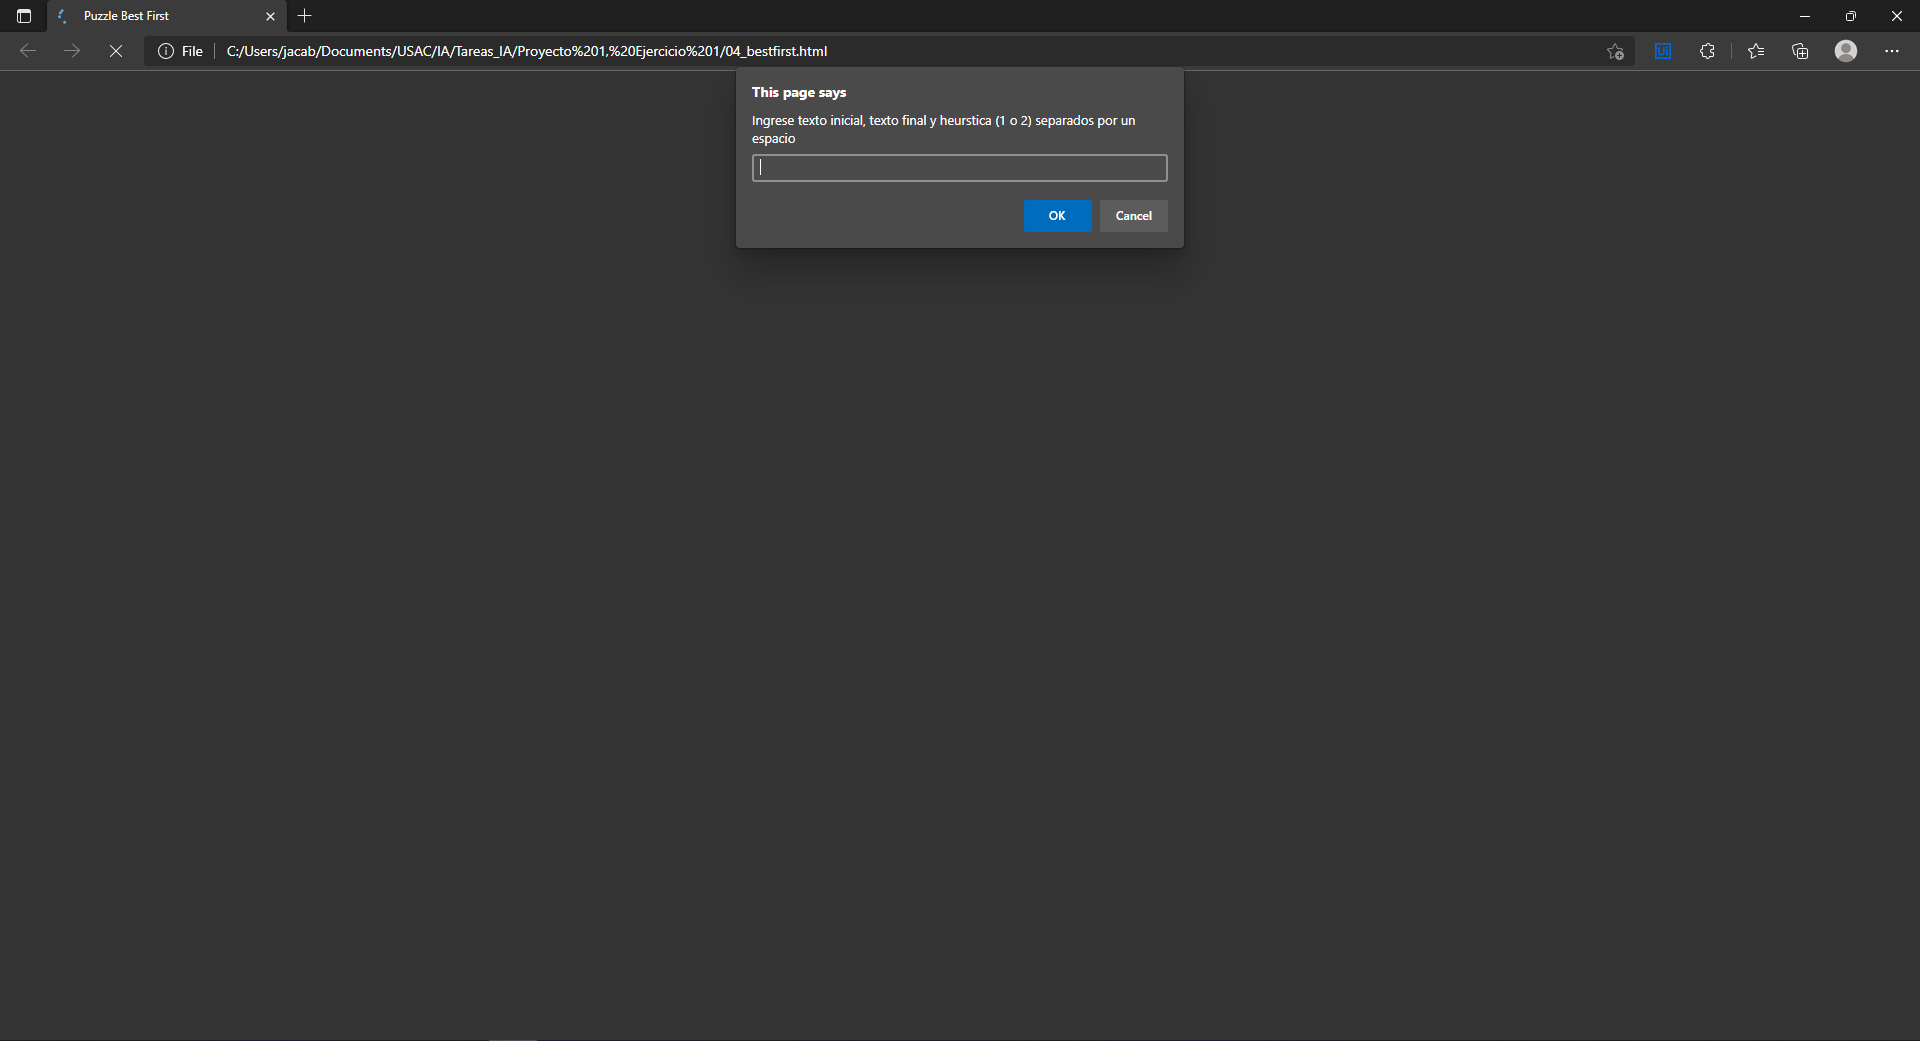 Puzzle Best First
File
C:/Users/jacab/Documents/USAC/IA/Tareas_IA/Proyecto%201,%20Ejercicio%201/04_bestfirst.html
Ui
This page says
Ingrese texto inicial, texto final y heurstica (1 o 2) separados por un
espacio
OK
Cancel